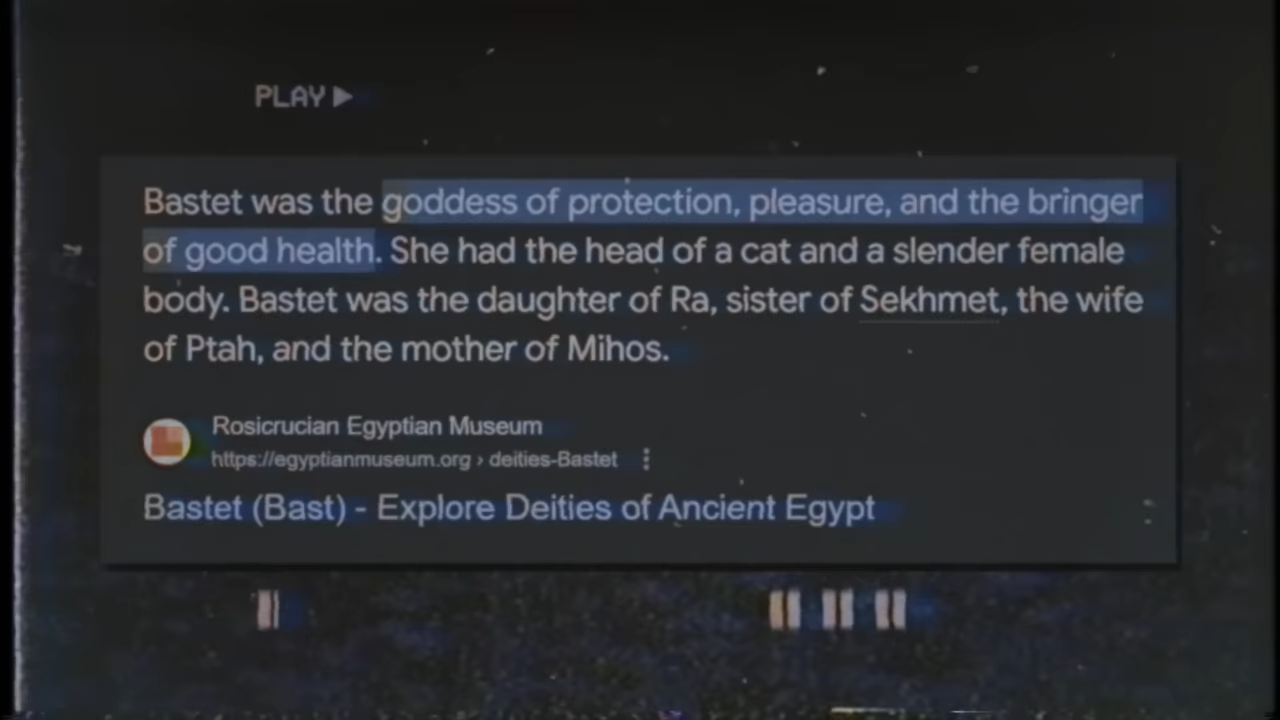 PLAY ▶
Bastet was the goddess of protection, pleasure, and the bringer
of good health. She had the head of a cat and a slender female
body. Bastet was the daughter of Ra, sister of Sekhmet, the wife
of Ptah, and the mother of Mihos.
Rosicrucian Egyptian Museum
https://egyptianmuseum.org › deities-Bastet
Bastet (Bast) - Explore Deities of Ancient Egypt